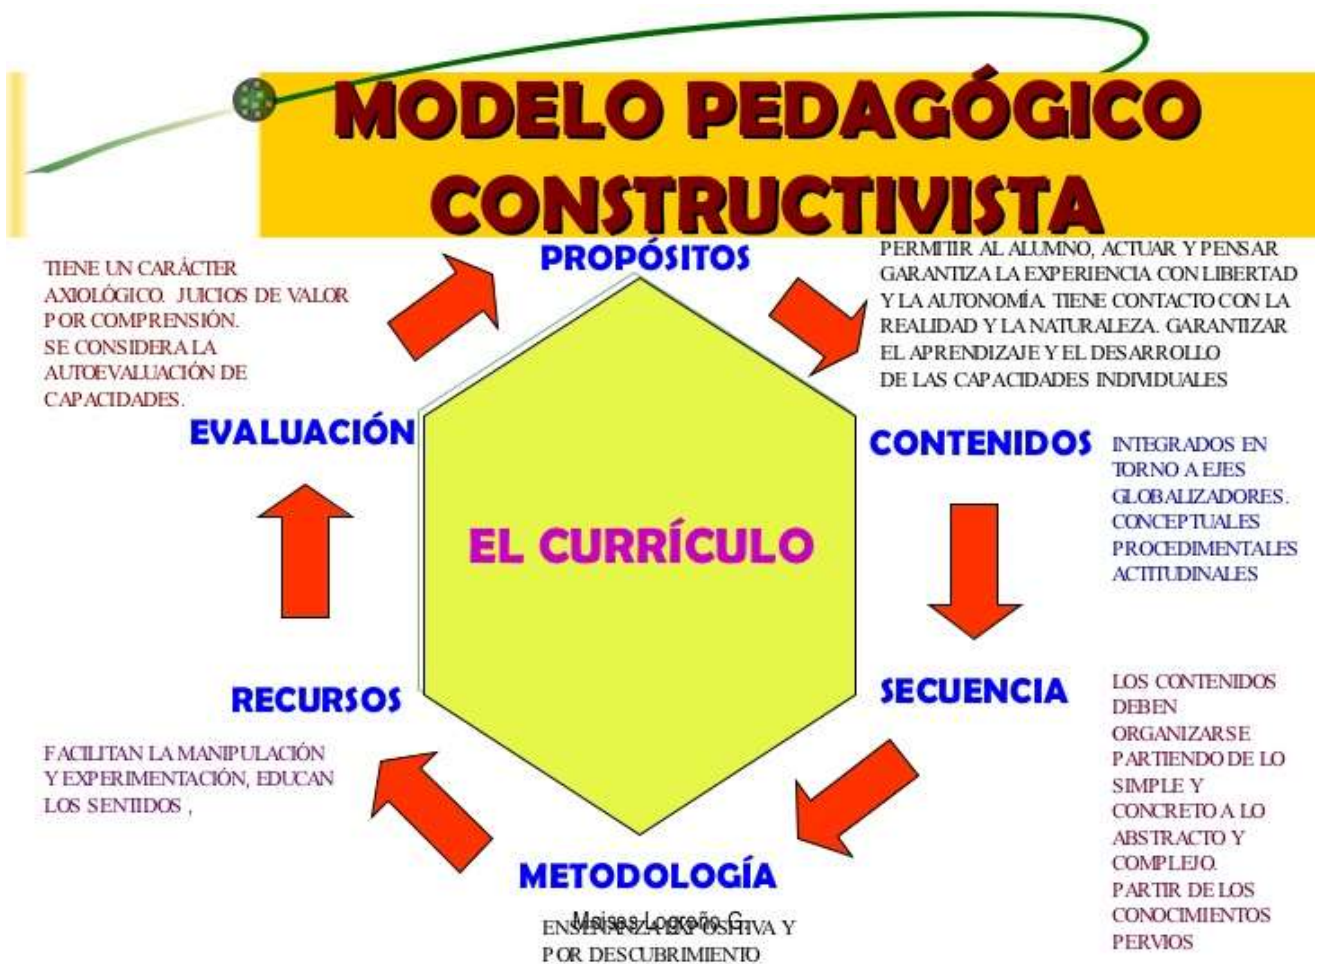 MODELO PEDAGÓGICO
CONSTRUCTIVISTA
PROPÓSITOS
PERMITIR AL ALUMNO, ACTUAR Y PENSAR
GARANTIZA LA EXPERIENCIA CON LIBERTAD
Y LA AUTONOMÍA. TIENE CONTACTO CON LA
REALIDAD Y LA NATURALEZA. GARANTIZAR
EL APRENDIZAJE Y EL DESARROLLO
DE LAS CAPACIDADES INDIVIDUALES
TIENE UN CARÁCTER
AXIOLÓGICO. JUICIOS DE VALOR
POR COMPRENSIÓN.
SE CONSIDERA LA
AUTOEVALUACIÓN DE
CAPACIDADES.
EVALUACIÓN
CONTENIDOS
INTEGRADOS EN
TORNO A EJES
GLOBALIZADORES.
CONCEPTUALES
PROCEDIMENTALES
ACTITUDINALES
EL CURRÍCULO
RECURSOS
FACILITAN LA MANIPULACIÓN
Y EXPERIMENTACIÓN, EDUCAN
LOS SENTIDOS ,
SECUENCIA
LOS CONTENIDOS
DEBEN
ORGANIZARSE
PARTIENDO DE LO
SIMPLE Y
CONCRETO A LO
ABSTRACTO Y
COMPLEJO.
PARTIR DE LOS
CONOCIMIENTOS
PERVIOS
METODOLOGÍA
Moises Logroño G.
ENSEÑANZA EXPOSITIVA Y
POR DESCUBRIMIENTO